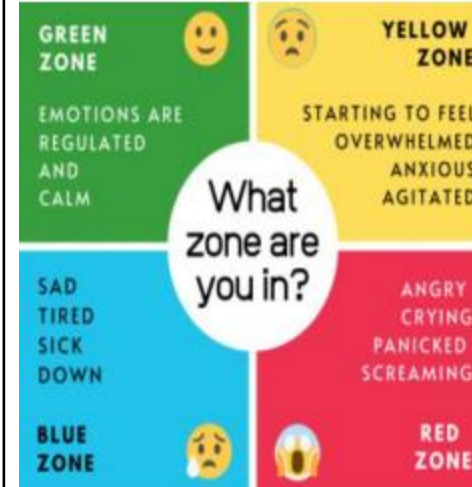 GREEN
ZONE
EMOTIONS ARE
REGULATED
AND
CALM
YELLOW
ZONE
STARTING TO FEEL
OVERWHELMED
ANXIOUS
AGITATED
What
zone are
you in?
SAD
TIRED
SICK
DOWN
BLUE
ZONE
ANGRY
CRYING
PANICKED
SCREAMING
RED
ZONE